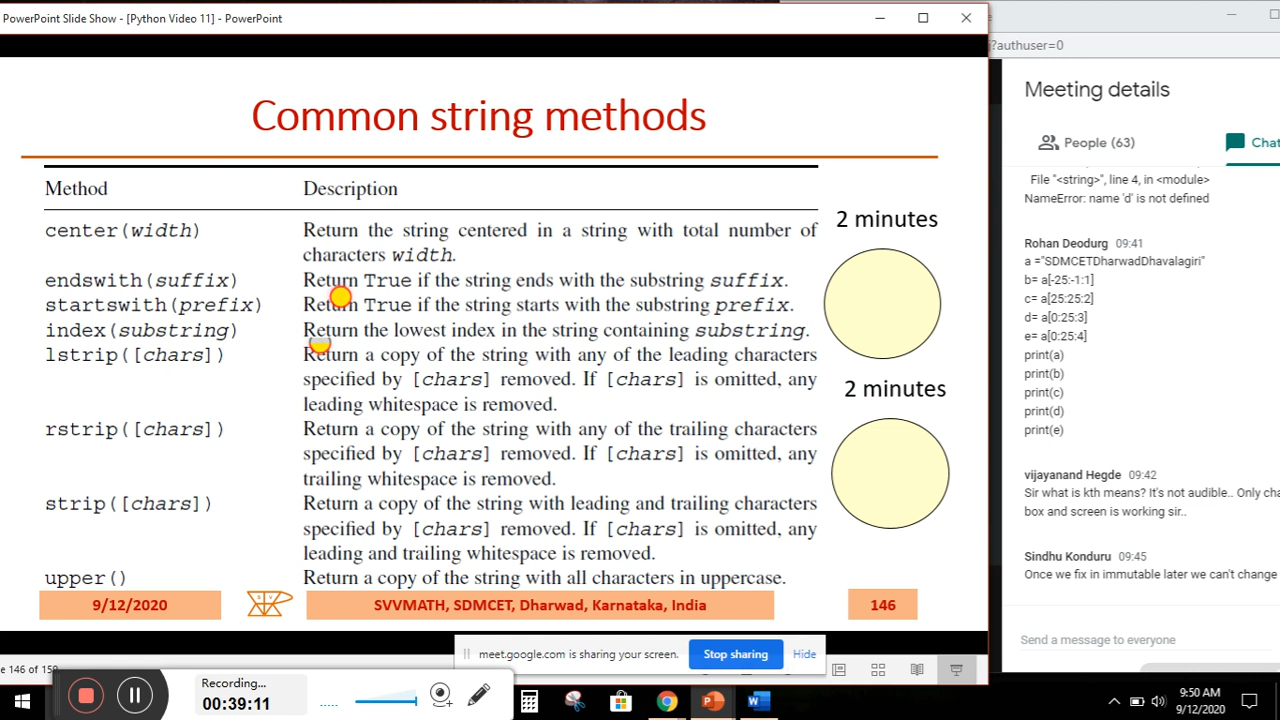 PowerPoint Slide Show - [Python Video 11] - PowerPoint
?authuser=0
Common string methods
Method Description
center(width) Return the string centered in a string with total number of
characters width.
endswith(suffix) Return True if the string ends with the substring suffix.
startswith(prefix) Return True if the string starts with the substring prefix.
index(substring) Return the lowest index in the string containing substring.
lstrip([chars]) Return a copy of the string with any of the leading characters
specified by [chars] removed. If [chars] is omitted, any
leading whitespace is removed.
rstrip([chars]) Return a copy of the string with any of the trailing characters
specified by [chars] removed. If [chars] is omitted, any
trailing whitespace is removed.
strip([chars]) Return a copy of the string with leading and trailing characters
specified by [chars] removed. If [chars] is omitted, any
leading and trailing whitespace is removed.
upper() Return a copy of the string with all characters in uppercase.
2 minutes
2 minutes
9/12/2020 SVVMATH, SDMCET, Dharwad, Karnataka, India 146
Meeting details
People (63) Chat
File "<string>", line 4, in <module>
NameError: name 'd' is not defined
Rohan Deodurg 09:41
a ="SDMCETDharwadDhavalagiri"
b= a[-25:-1:1]
c= a[25:25:2]
d= a[0:25:3]
e= a[0:25:4]
print(a)
print(b)
print(c)
print(d)
print(e)
vijayanand Hegde 09:42
Sir what is kth means? It's not audible.. Only cha
box and screen is working sir..
Sindhu Konduru 09:45
Once we fix in immutable later we can't change
Send a message to everyone
meet.google.com is sharing your screen. Stop sharing Hide
e 146 of 159
Recording...
00:39:11
9:50 AM
9/12/2020